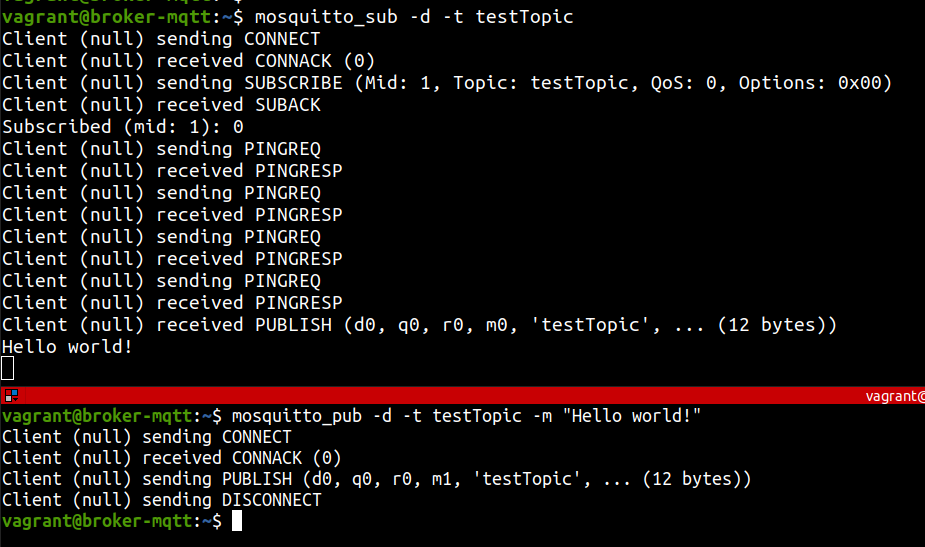 vagrant@broker-mqtt:~$ mosquitto_sub -d -t testTopic
Client (null) sending CONNECT
Client (null) received CONNACK (0)
Client (null) sending SUBSCRIBE (Mid: 1, Topic: testTopic, QoS: 0, Options: 0x00)
Client (null) received SUBACK
Subscribed (mid: 1): 0
Client (null) sending PINGREQ
Client (null) received PINGRESP
Client (null) sending PINGREQ
Client (null) received PINGRESP
Client (null) sending PINGREQ
Client (null) received PINGRESP
Client (null) sending PINGREQ
Client (null) received PINGRESP
Client (null) received PUBLISH (d0, q0, r0, m0, 'testTopic', ... (12 bytes))
Hello world!
vagrant@
vagrant@broker-mqtt:~$ mosquitto_pub -d -t testTopic -m "Hello world!"
Client (null) sending CONNECT
Client (null) received CONNACK (0)
Client (null) sending PUBLISH (d0, q0, r0, m1, 'testTopic', ... (12 bytes))
Client (null) sending DISCONNECT
vagrant@broker-mqtt:~$